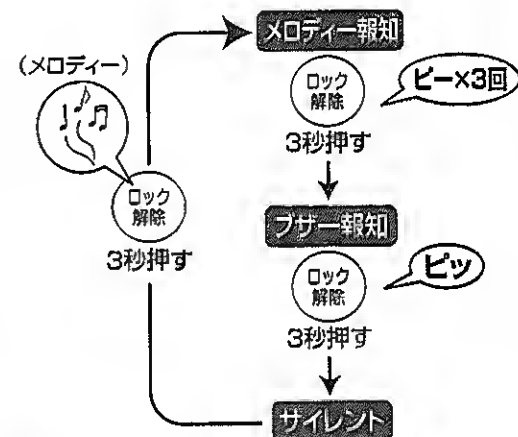 メロディー報知
(メロディー)
ロック
解除
ピー×3回
3秒押す
ロック
解除
3秒押す
ブザー報知
ロック
解除
ピッ
3秒押す
サイレント